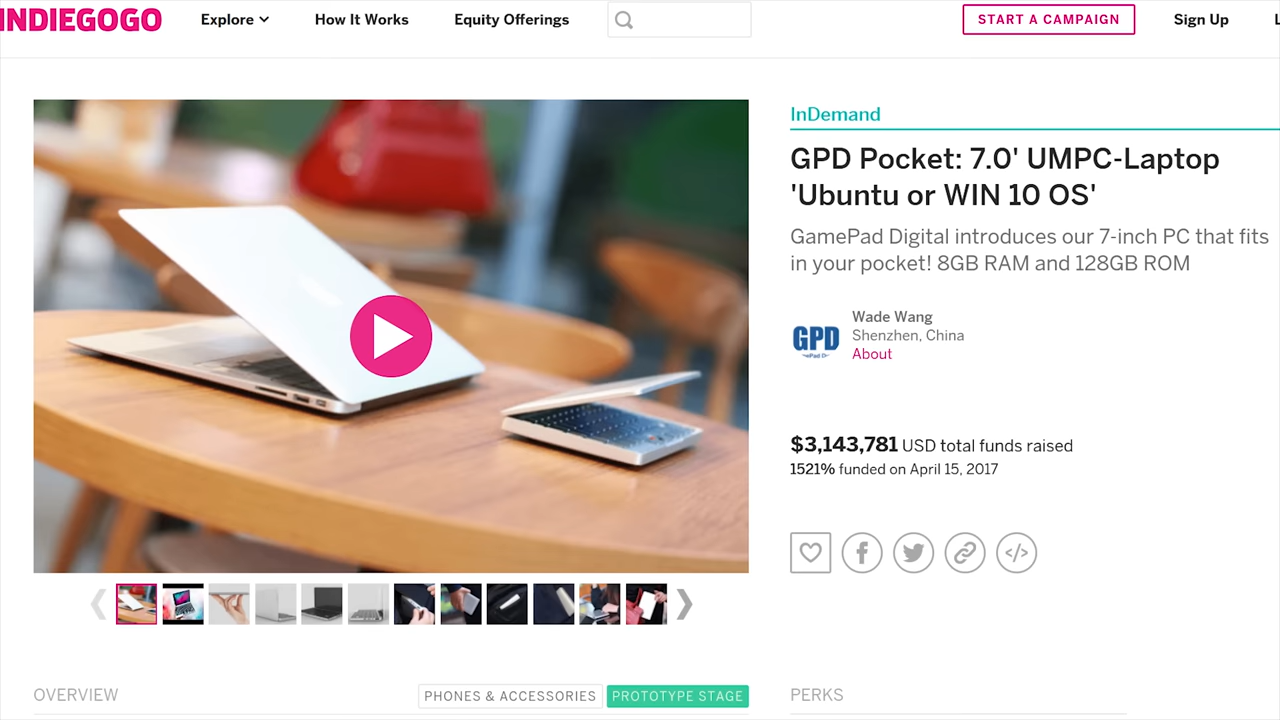 INDIEGOGO
Explore
How It Works
Equity Offerings
START A CAMPAIGN
Sign Up
InDemand
GPD Pocket: 7.0' UMPC-Laptop
'Ubuntu or WIN 10 OS'
GamePad Digital introduces our 7-inch PC that fits
in your pocket! 8GB RAM and 128GB ROM
GPD
Wade Wang
Shenzhen, China
About
$3,143,781 USD total funds raised
1521% funded on April 15, 2017
OVERVIEW
PHONES & ACCESSORIES
PROTOTYPE STAGE
PERKS